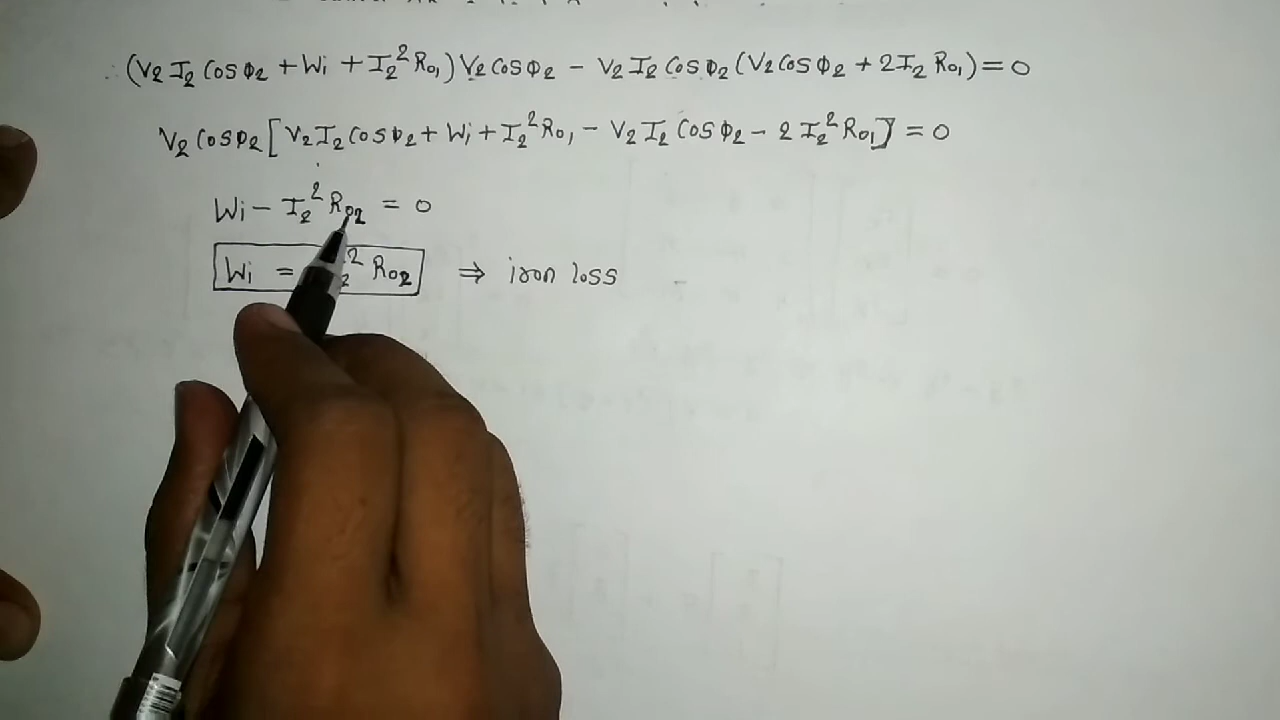 (V₂ I₂ Cos Φ₂ + Wi + I₂² R₀₁) V₂ Cos Φ₂ − V₂ I₂ Cos Φ₂ (V₂ Cos Φ₂ + 2 I₂ R₀₁) = 0
V₂ Cos Φ₂ [V₂ I₂ Cos Φ₂ + Wi + I₂² R₀₁ − V₂ I₂ Cos Φ₂ − 2 I₂² R₀₁] = 0
Wi − I₂² R₀₂ = 0
Wi = ² R₀₂ ⇒ iron loss